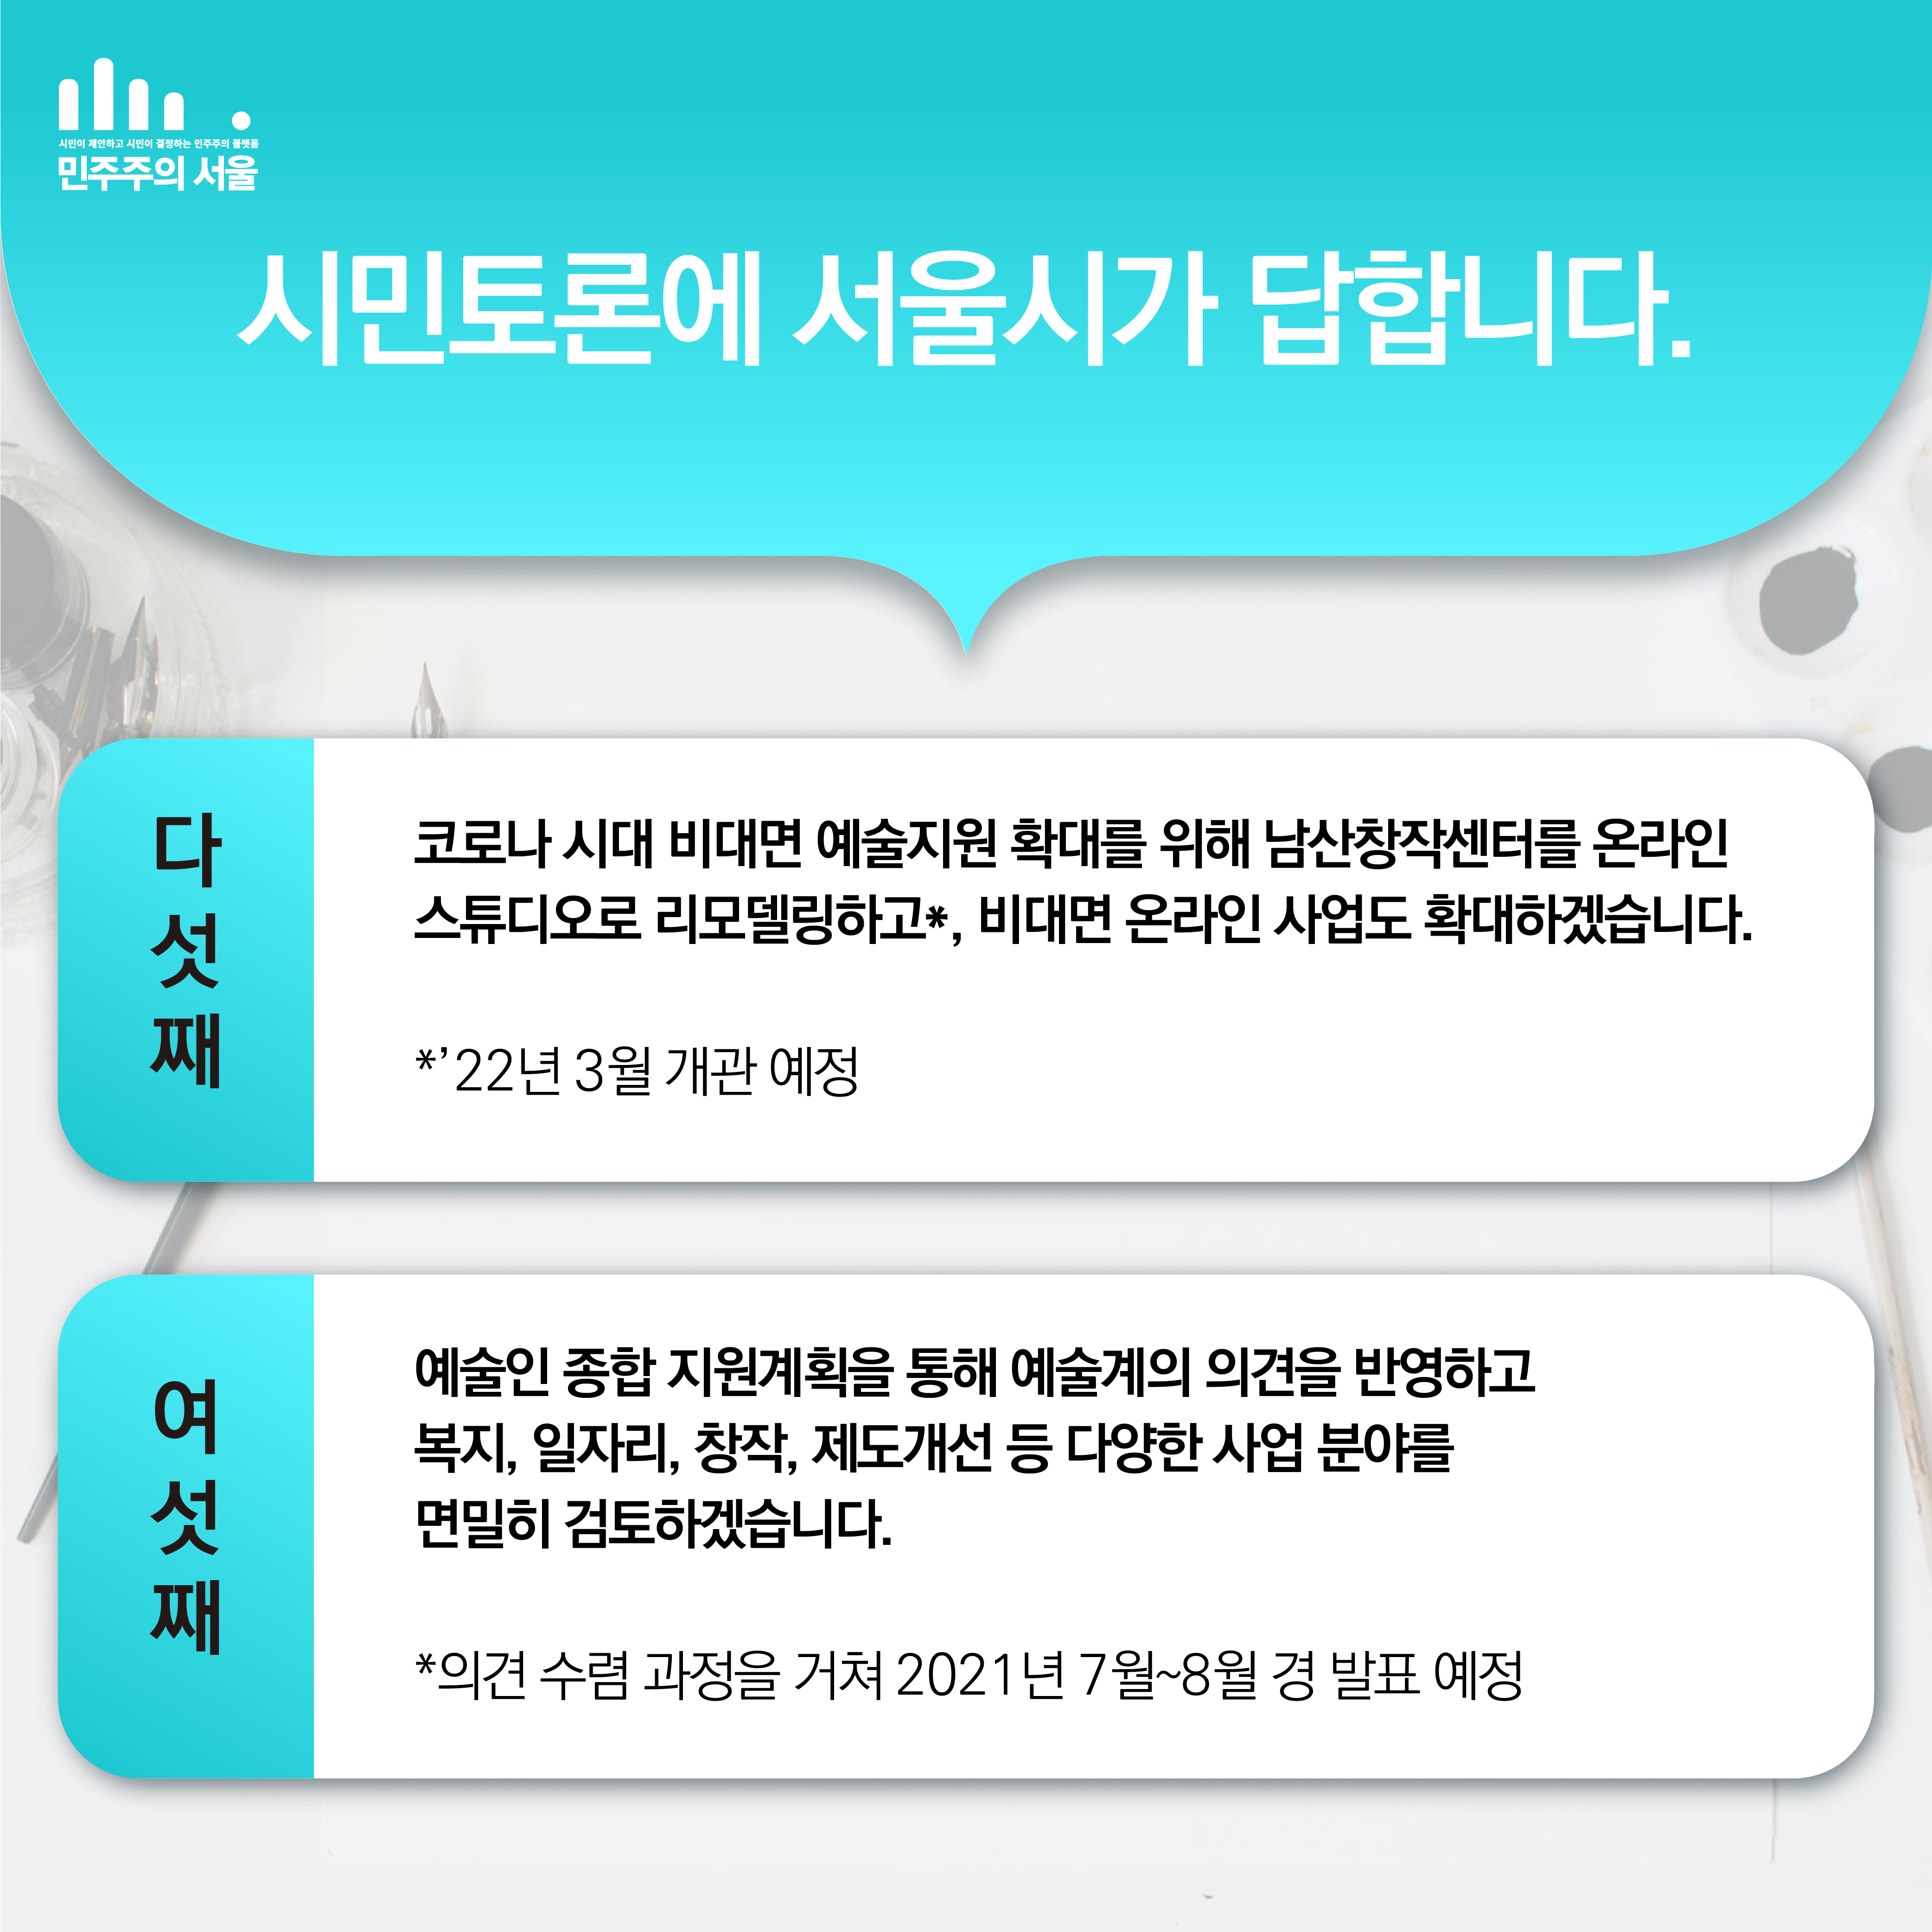 시민이 제안하고 시민이 결정하는 민주주의 플랫폼
민주주의 서울
시민토론에 서울시가 답합니다.
다섯째
코로나 시대 비대면 예술지원 확대를 위해 남산창작센터를 온라인
스튜디오로 리모델링하고*, 비대면 온라인 사업도 확대하겠습니다.
*’22년 3월 개관 예정
여섯째
예술인 종합 지원계획을 통해 예술계의 의견을 반영하고
복지, 일자리, 창작, 제도개선 등 다양한 사업 분야를
면밀히 검토하겠습니다.
*의견 수렴 과정을 거쳐 2021년 7월~8월 경 발표 예정